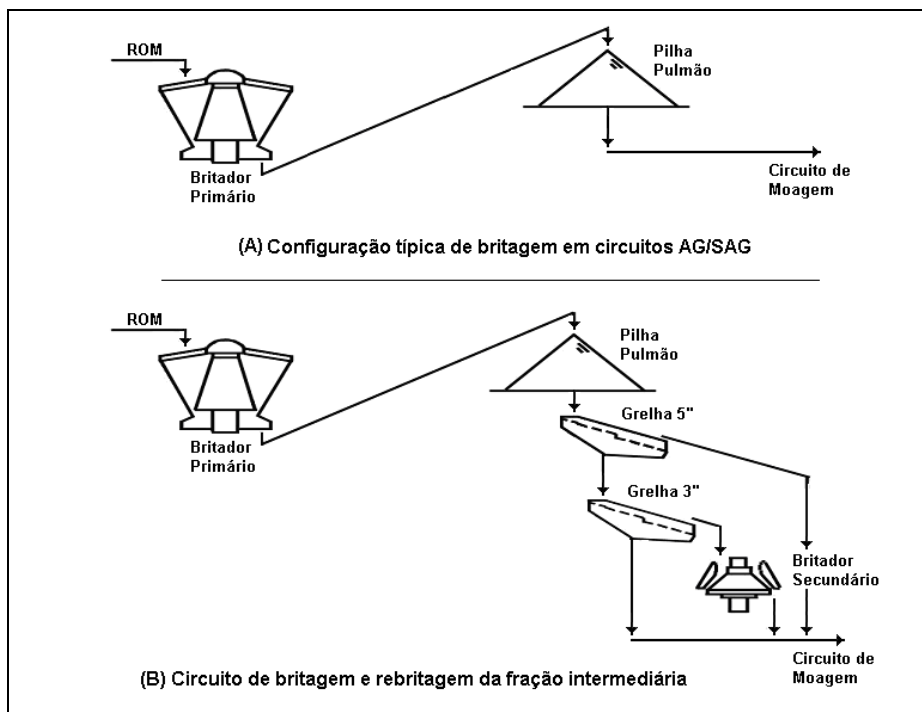 ROM
Pilha
Pulmão
Britador
Primário
Circuito de
Moagem
(A) Configuração típica de britagem em circuitos AG/SAG
ROM
Pilha
Pulmão
Britador
Primário
Grelha 5"
Grelha 3"
Britador
Secundário
Circuito de
Moagem
(B) Circuito de britagem e rebritagem da fração intermediária